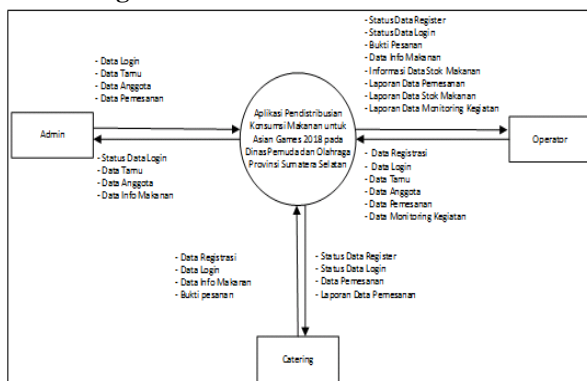 - Status Data Register
- Status Data Login
- Bukti Pesanan
- Data Info Makanan
- Informasi Data Stok Makanan
- Laporan Data Pemesanan
- Laporan Data Stok Makanan
- Laporan Data Monitoring Kegiatan
- Data Login
- Data Tamu
- Data Anggota
- Data Pemesanan
Admin
Aplikasi Pendistribusian
Konsumsi Makanan untuk
Asian Games 2018 pada
Dinas Pemuda dan Olahraga
Provinsi Sumatera Selatan
Operator
- Status Data Login
- Data Tamu
- Data Anggota
- Data Info Makanan
- Data Registrasi
- Data Login
- Data Tamu
- Data Anggota
- Data Pemesanan
- Data Monitoring Kegiatan
- Data Registrasi
- Data Login
- Data Info Makanan
- Bukti pesanan
- Status Data Register
- Status Data Login
- Data Pemesanan
- Laporan Data Pemesanan
Catering